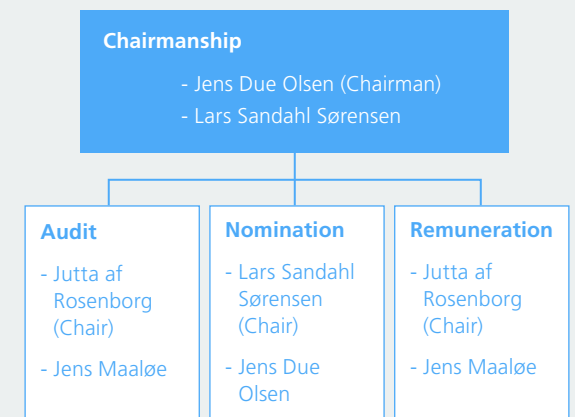 Chairmanship
- Jens Due Olsen (Chairman)
- Lars Sandahl Sørensen
Audit
- Jutta af
Rosenborg
(Chair)
- Jens Maaløe
Nomination
- Lars Sandahl
Sørensen
(Chair)
- Jens Due
Olsen
Remuneration
- Jutta af
Rosenborg
(Chair)
- Jens Maaløe